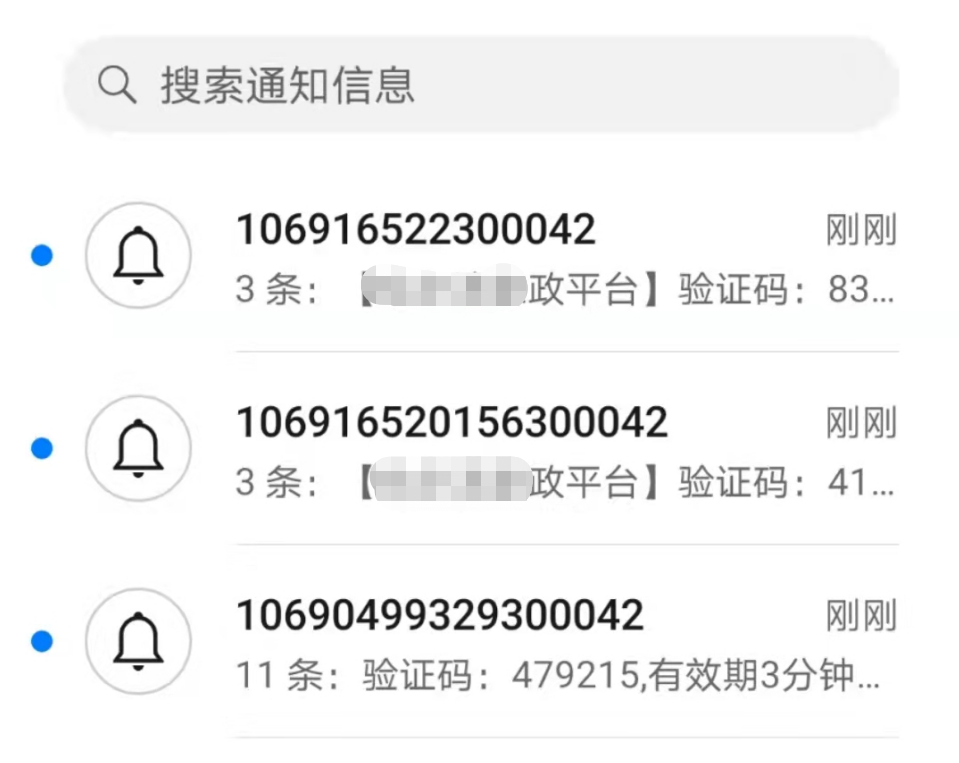 搜索通知信息
106916522300042
刚刚
3 条：【政平台】验证码：83...
106916520156300042
刚刚
3 条：【政平台】验证码：41...
10690499329300042
刚刚
11 条：验证码：479215,有效期3分钟...